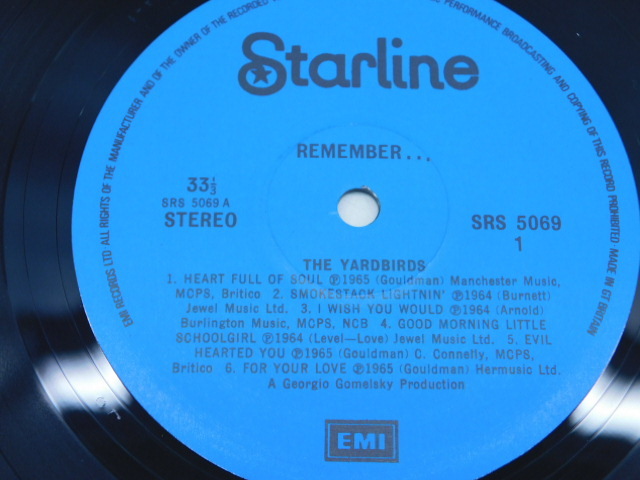 EMI RECORDS LTD ALL RIGHTS OF THE MANUFACTURER AND OF THE OWNER OF THE RECORDED
PERFORMANCE BROADCASTING AND COPYING OF THIS RECORD PROHIBITED MADE IN GT BRITAIN
Starline
REMEMBER...
33⅓
SRS 5069 A
STEREO
SRS 5069
1
THE YARDBIRDS
1. HEART FULL OF SOUL ℗1965 (Gouldman) Manchester Music,
MCPS, Britico 2. SMOKESTACK LIGHTNIN' ℗1964 (Burnett)
Jewel Music Ltd. 3. I WISH YOU WOULD ℗1964 (Arnold)
Burlington Music, MCPS, NCB 4. GOOD MORNING LITTLE
SCHOOLGIRL ℗1964 (Level—Love) Jewel Music Ltd. 5. EVIL
HEARTED YOU ℗1965 (Gouldman) C. Connelly, MCPS,
Britico 6. FOR YOUR LOVE ℗1965 (Gouldman) Hermusic Ltd.
A Georgio Gomelsky Production
EMI